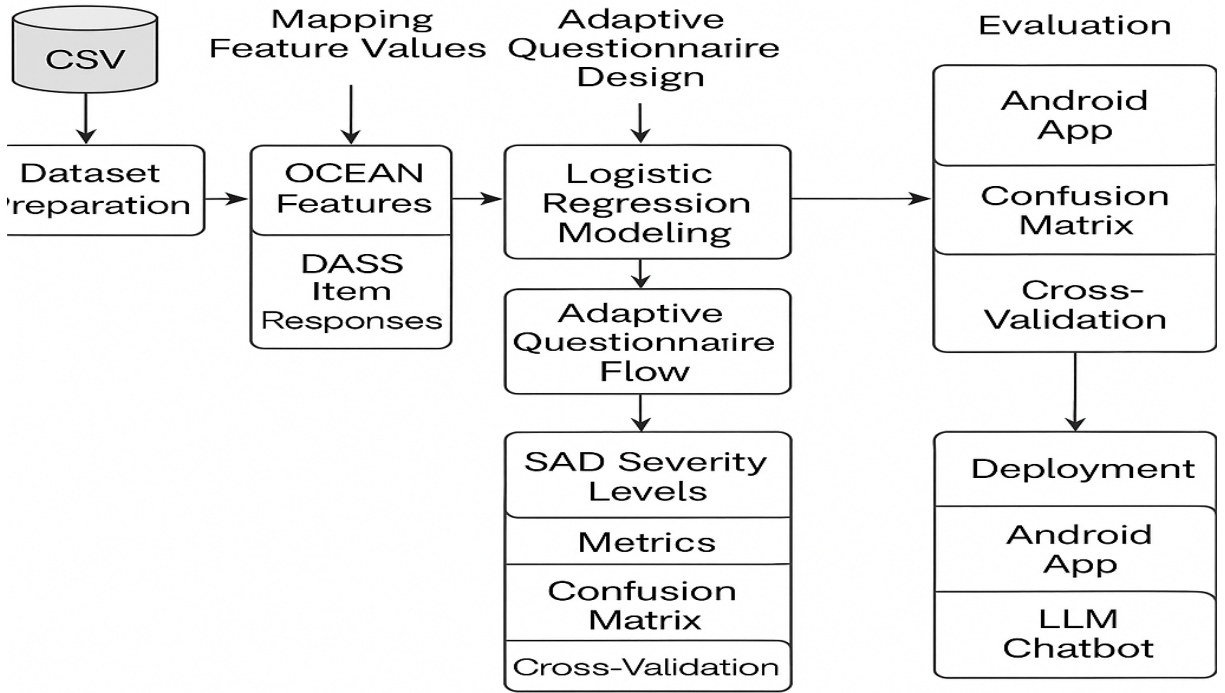 CSV
Mapping
Feature Values
Adaptive
Questionnaire
Design
Evaluation
Dataset
Preparation
OCEAN
Features
DASS
Item
Responses
Logistic
Regression
Modeling
Adaptive
Questionnaire
Flow
SAD Severity
Levels
Metrics
Confusion
Matrix
Cross-Validation
Android
App
Confusion
Matrix
Cross-
Validation
Deployment
Android
App
LLM
Chatbot